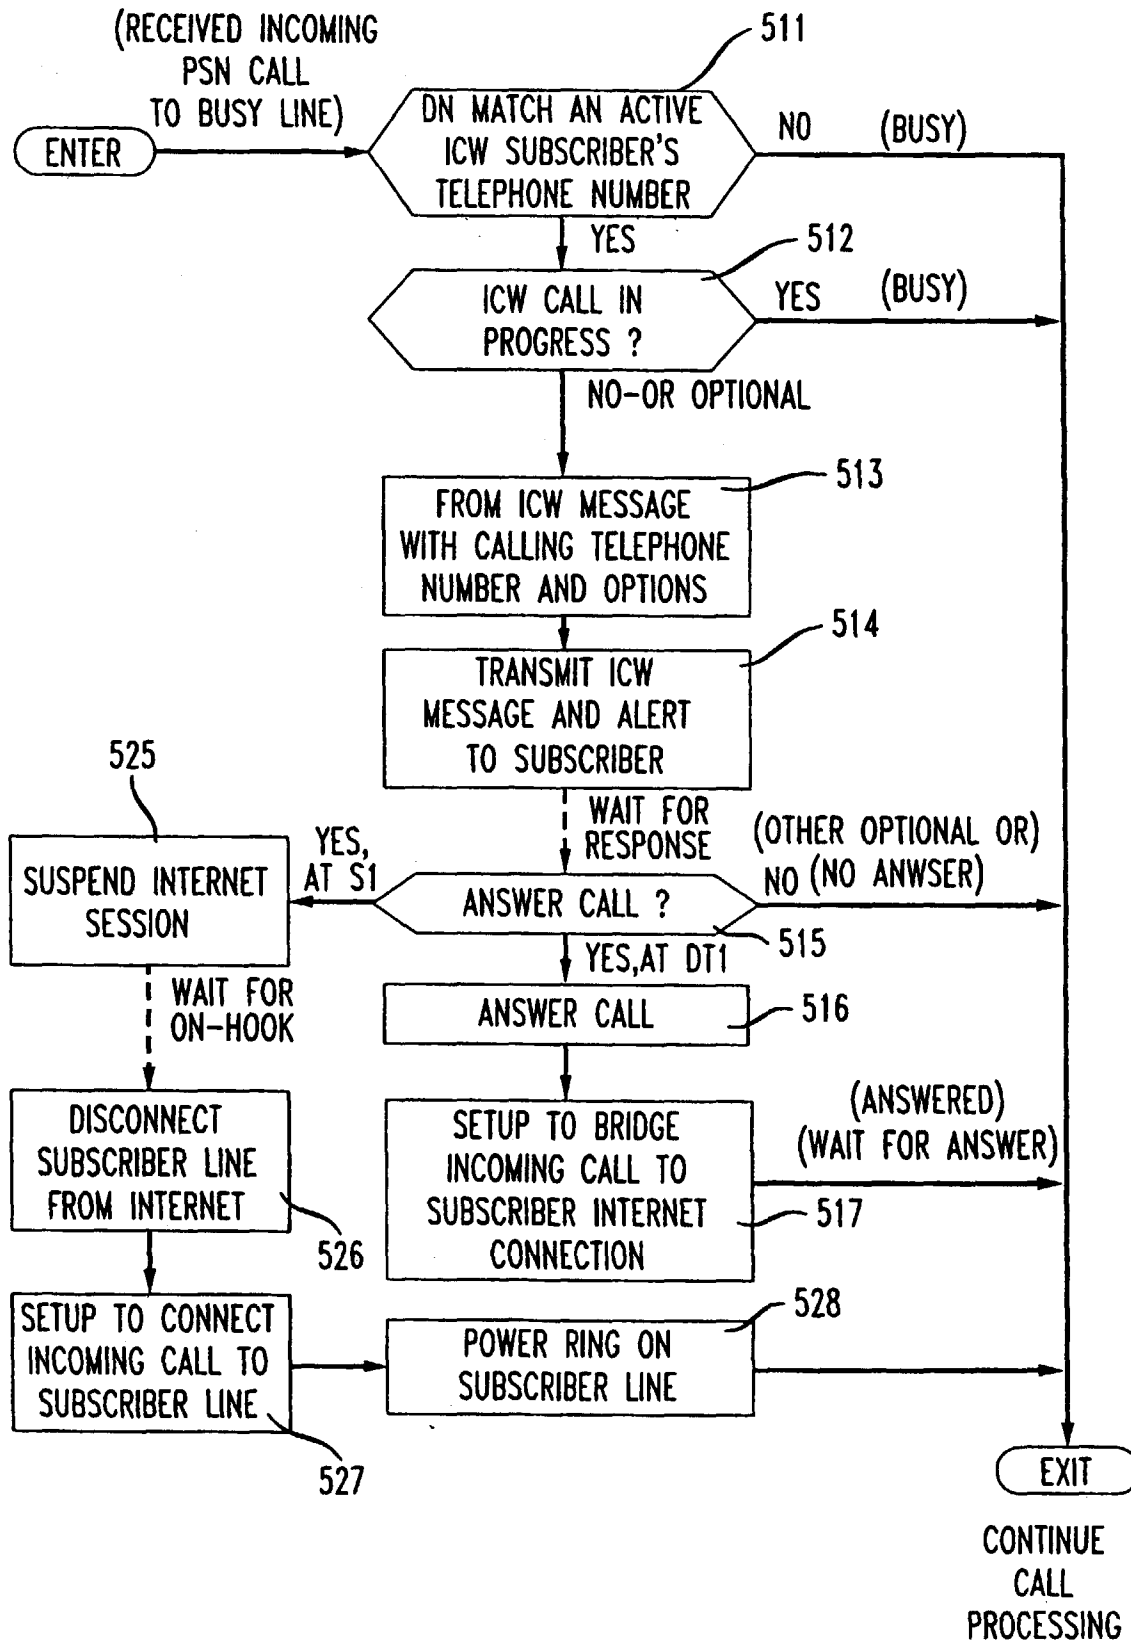 (RECEIVED INCOMING
PSN CALL
TO BUSY LINE)
ENTER
511
DN MATCH AN ACTIVE
ICW SUBSCRIBER'S
TELEPHONE NUMBER
NO (BUSY)
YES
512
ICW CALL IN
PROGRESS ?
YES (BUSY)
NO-OR OPTIONAL
513
FROM ICW MESSAGE
WITH CALLING TELEPHONE
NUMBER AND OPTIONS
514
TRANSMIT ICW
MESSAGE AND ALERT
TO SUBSCRIBER
WAIT FOR
RESPONSE
(OTHER OPTIONAL OR)
NO (NO ANWSER)
ANSWER CALL ?
515
YES,
AT S1
525
SUSPEND INTERNET
SESSION
WAIT FOR
ON-HOOK
YES,AT DT1
ANSWER CALL
516
DISCONNECT
SUBSCRIBER LINE
FROM INTERNET
526
SETUP TO BRIDGE
INCOMING CALL TO
SUBSCRIBER INTERNET
CONNECTION
517
(ANSWERED)
(WAIT FOR ANSWER)
SETUP TO CONNECT
INCOMING CALL TO
SUBSCRIBER LINE
527
POWER RING ON
SUBSCRIBER LINE
528
EXIT
CONTINUE
CALL
PROCESSING